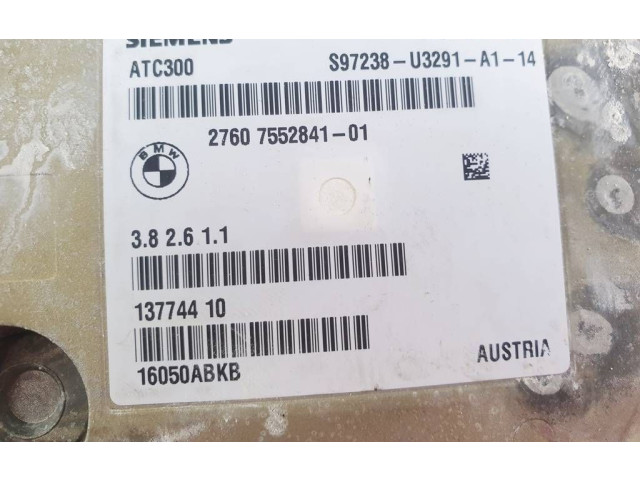 SIEMENS
ATC300 S97238-U3291-A1-14
2760 7552841-01
BMW
3.8 2.6 1.1
137744 10
16050ABKB
AUSTRIA